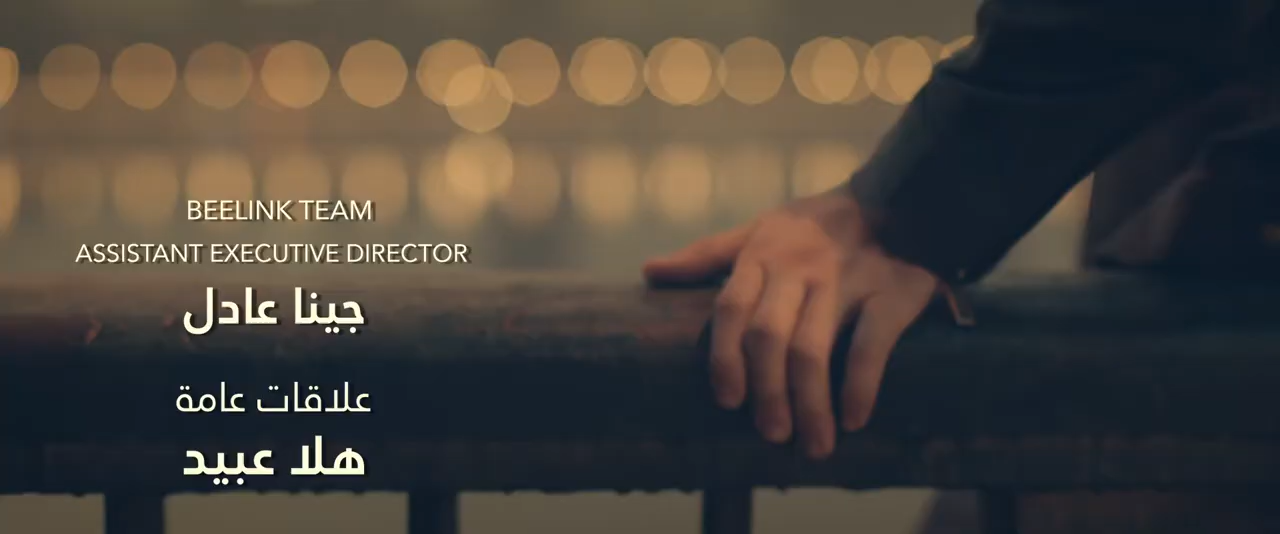 BEELINK TEAM
ASSISTANT EXECUTIVE DIRECTOR
جينا عادل
علاقات عامة
هلا عبيد